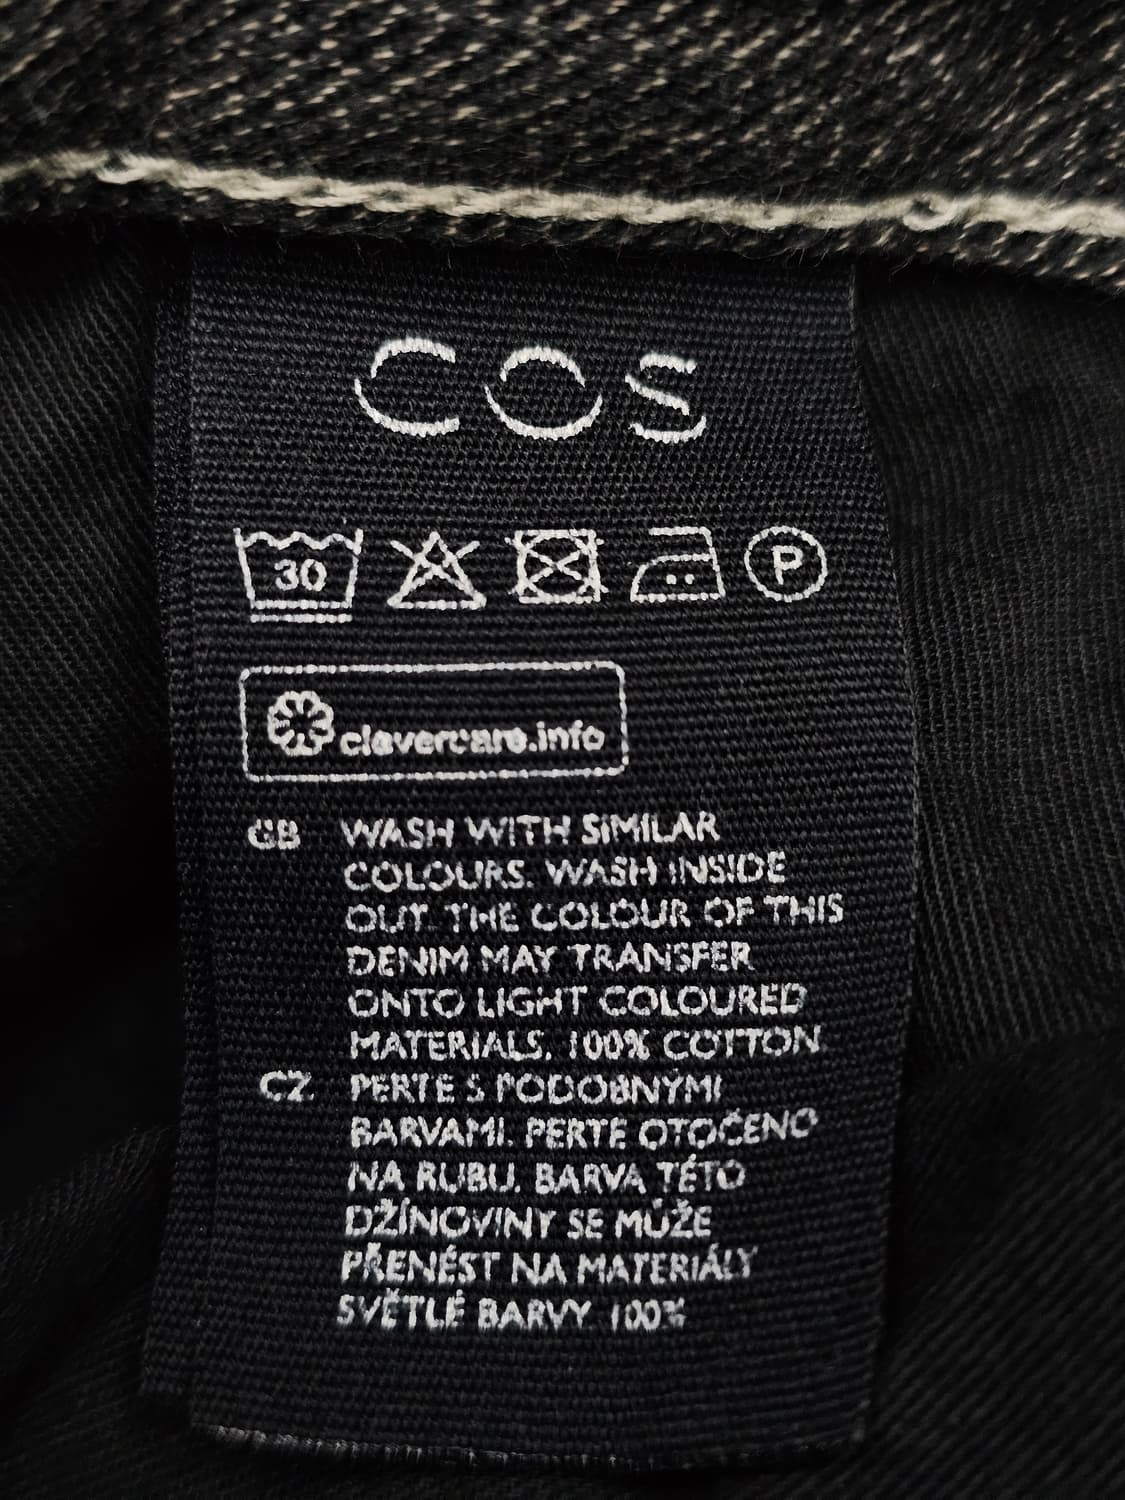 COS
30
P
clevercare.info
GB WASH WITH SIMILAR
COLOURS. WASH INSIDE
OUT. THE COLOUR OF THIS
DENIM MAY TRANSFER
ONTO LIGHT COLOURED
MATERIALS. 100% COTTON
CZ PERTE S PODOBNÝMI
BARVAMI. PERTE OTOČENO
NA RUBU. BARVA TÉTO
DŽÍNOVINY SE MŮŽE
PŘENÉST NA MATERIÁLY
SVĚTLÉ BARVY 100%